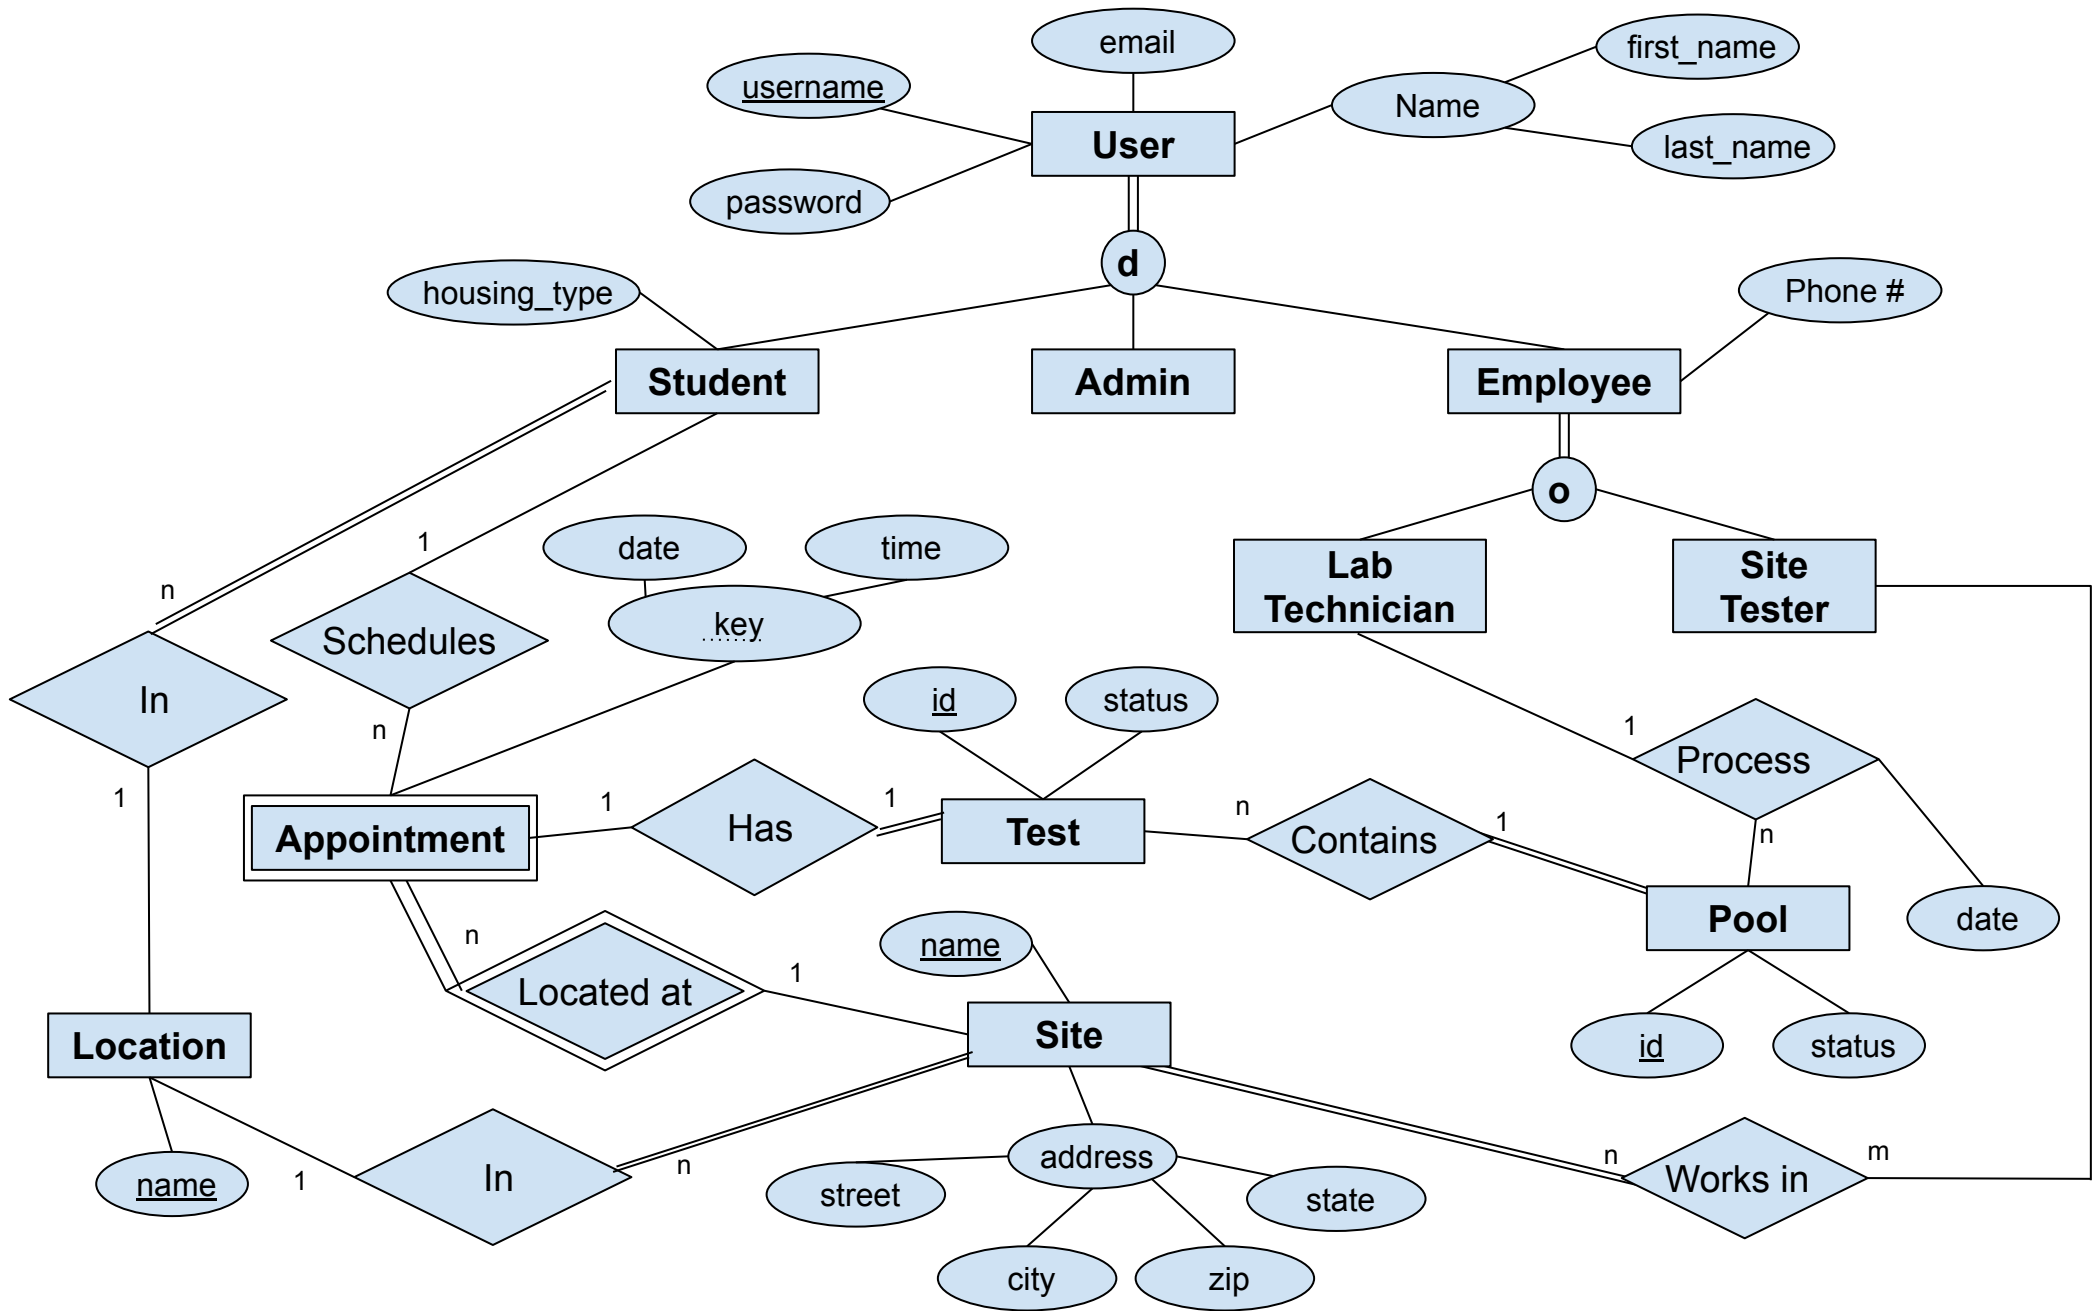 email
first_name
username
Name
User
last_name
password
d
housing_type
Phone #
Student
Admin
Employee
o
date
time
1
n
key
Lab
Technician
Site
Tester
Schedules
In
id
status
n
1
Process
1
1
Has
1
Test
n
Contains
1
n
Appointment
Pool
date
n
name
1
Located at
Site
Location
id
status
address
n
m
In
n
1
name
street
state
Works in
city
zip